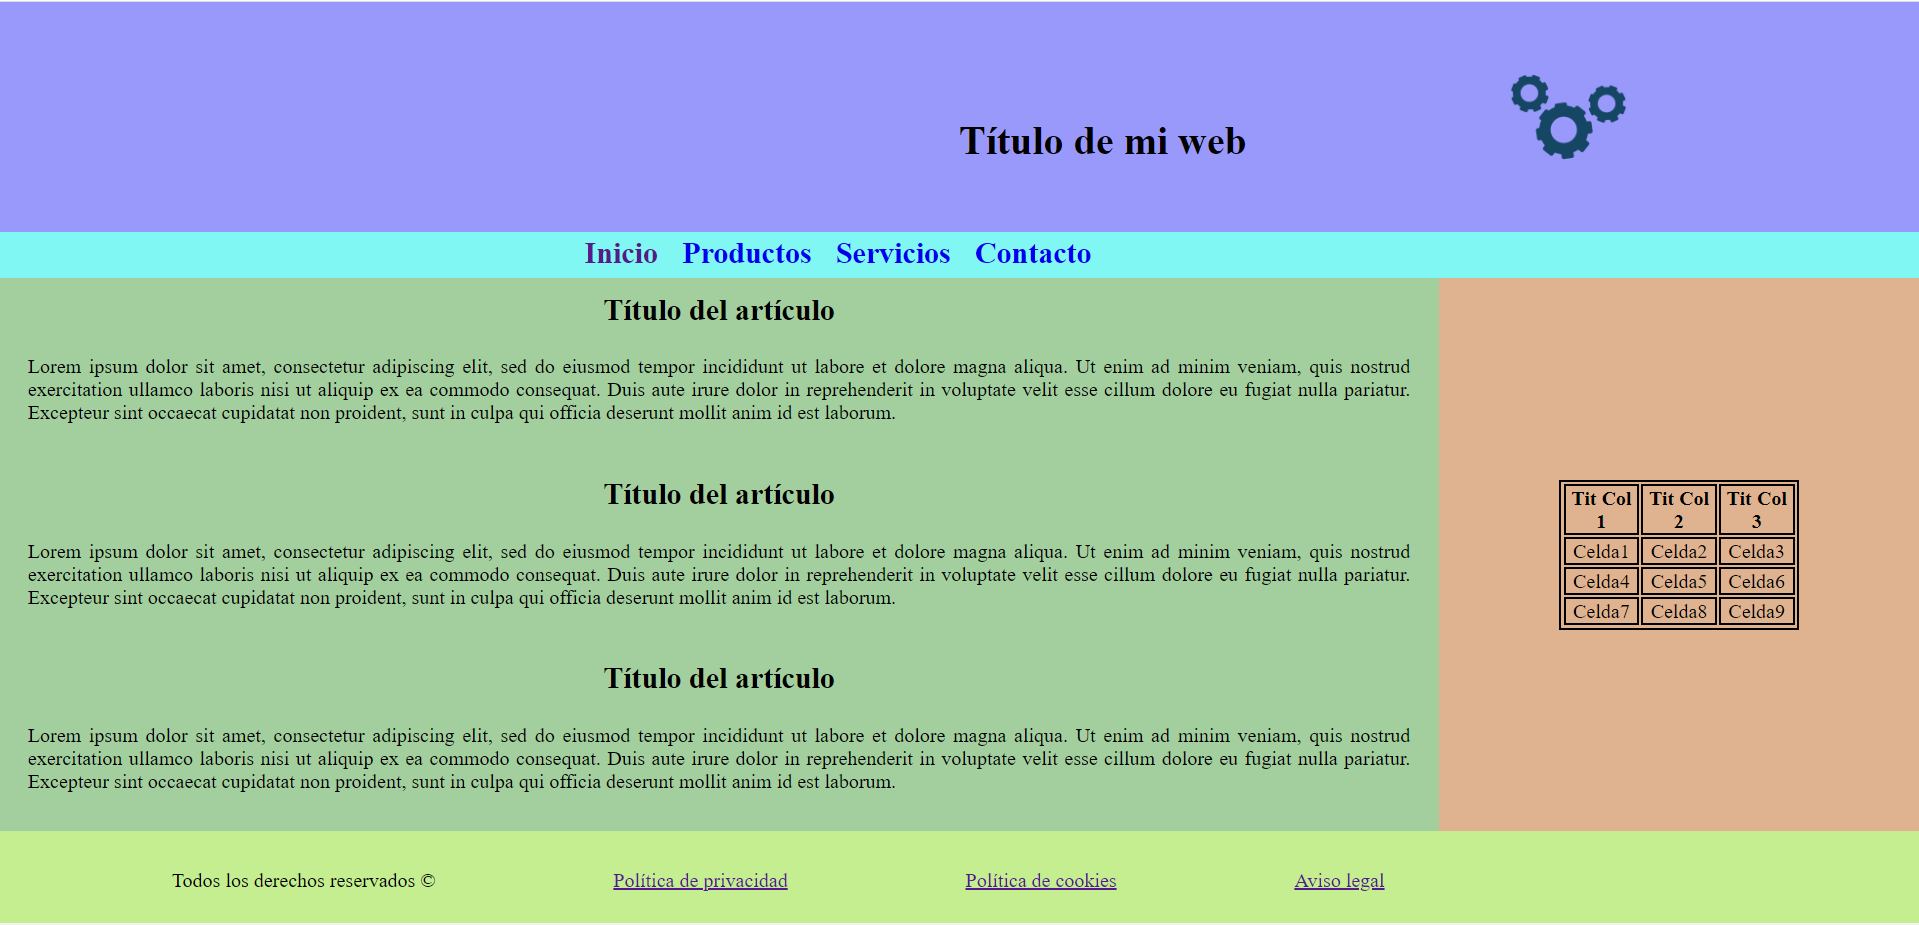 Título de mi web
Inicio Productos Servicios Contacto
Título del artículo
Lorem ipsum dolor sit amet, consectetur adipiscing elit, sed do eiusmod tempor incididunt ut labore et dolore magna aliqua. Ut enim ad minim veniam, quis nostrud
exercitation ullamco laboris nisi ut aliquip ex ea commodo consequat. Duis aute irure dolor in reprehenderit in voluptate velit esse cillum dolore eu fugiat nulla pariatur.
Excepteur sint occaecat cupidatat non proident, sunt in culpa qui officia deserunt mollit anim id est laborum.
Título del artículo
Lorem ipsum dolor sit amet, consectetur adipiscing elit, sed do eiusmod tempor incididunt ut labore et dolore magna aliqua. Ut enim ad minim veniam, quis nostrud
exercitation ullamco laboris nisi ut aliquip ex ea commodo consequat. Duis aute irure dolor in reprehenderit in voluptate velit esse cillum dolore eu fugiat nulla pariatur.
Excepteur sint occaecat cupidatat non proident, sunt in culpa qui officia deserunt mollit anim id est laborum.
Título del artículo
Lorem ipsum dolor sit amet, consectetur adipiscing elit, sed do eiusmod tempor incididunt ut labore et dolore magna aliqua. Ut enim ad minim veniam, quis nostrud
exercitation ullamco laboris nisi ut aliquip ex ea commodo consequat. Duis aute irure dolor in reprehenderit in voluptate velit esse cillum dolore eu fugiat nulla pariatur.
Excepteur sint occaecat cupidatat non proident, sunt in culpa qui officia deserunt mollit anim id est laborum.
Tit Col 1 Tit Col 2 Tit Col 3
Celda1 Celda2 Celda3
Celda4 Celda5 Celda6
Celda7 Celda8 Celda9
Todos los derechos reservados © Política de privacidad Política de cookies Aviso legal